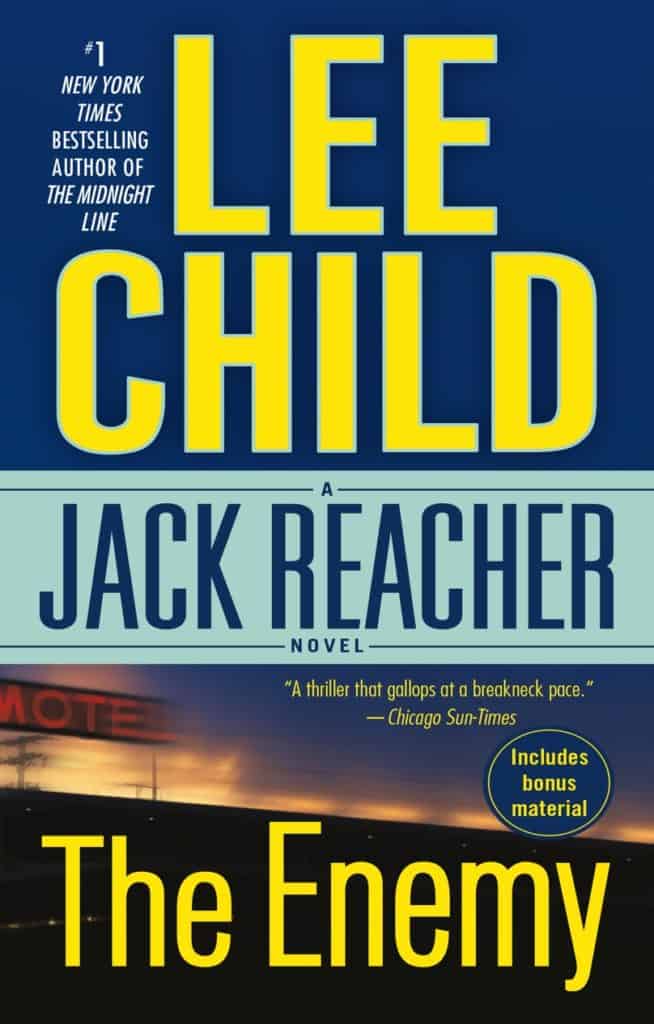 #1
NEW YORK
TIMES
BESTSELLING
AUTHOR OF
THE MIDNIGHT
LINE
LEE
CHILD
A
JACK REACHER
NOVEL
MOTEL
“A thriller that gallops at a breakneck pace.”
—Chicago Sun-Times
Includes
bonus
material
The Enemy